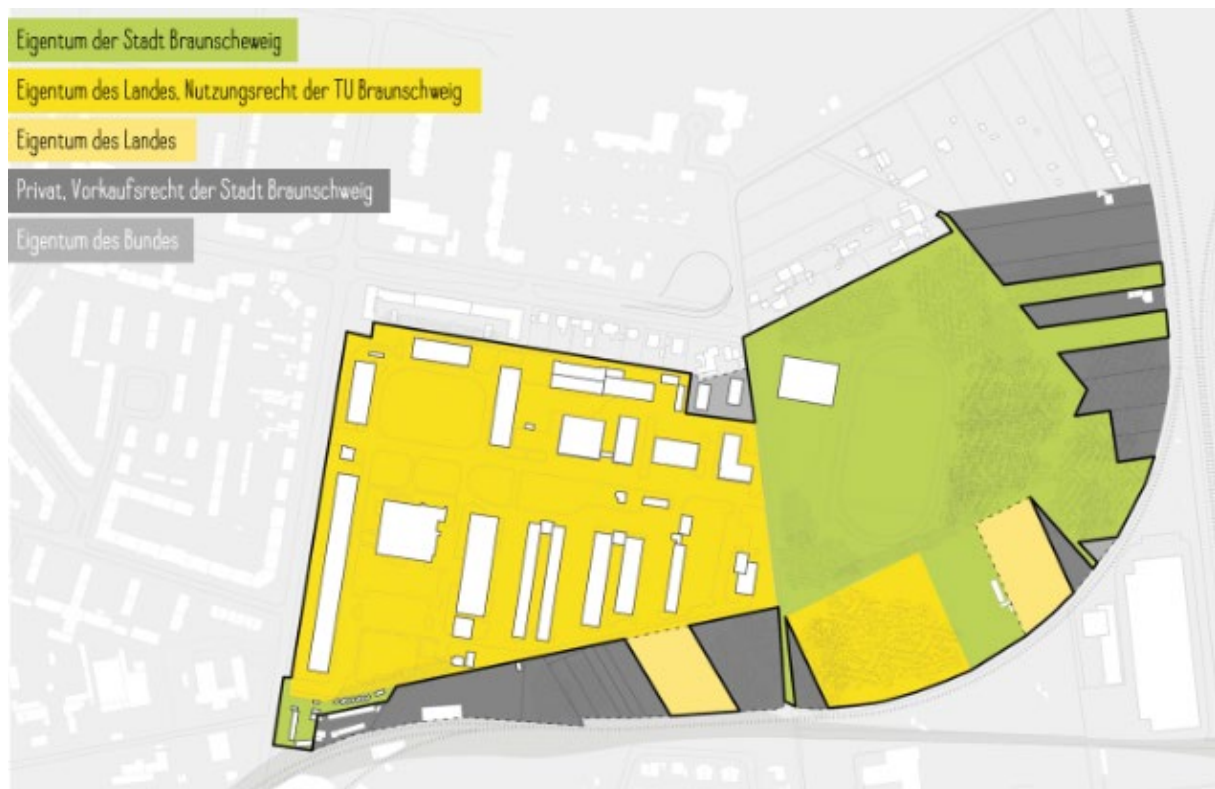 Eigentum der Stadt Braunscheweig
Eigentum des Landes, Nutzungsrecht der TU Braunschweig
Eigentum des Landes
Privat, Vorkaufsrecht der Stadt Braunschweig
Eigentum des Bundes